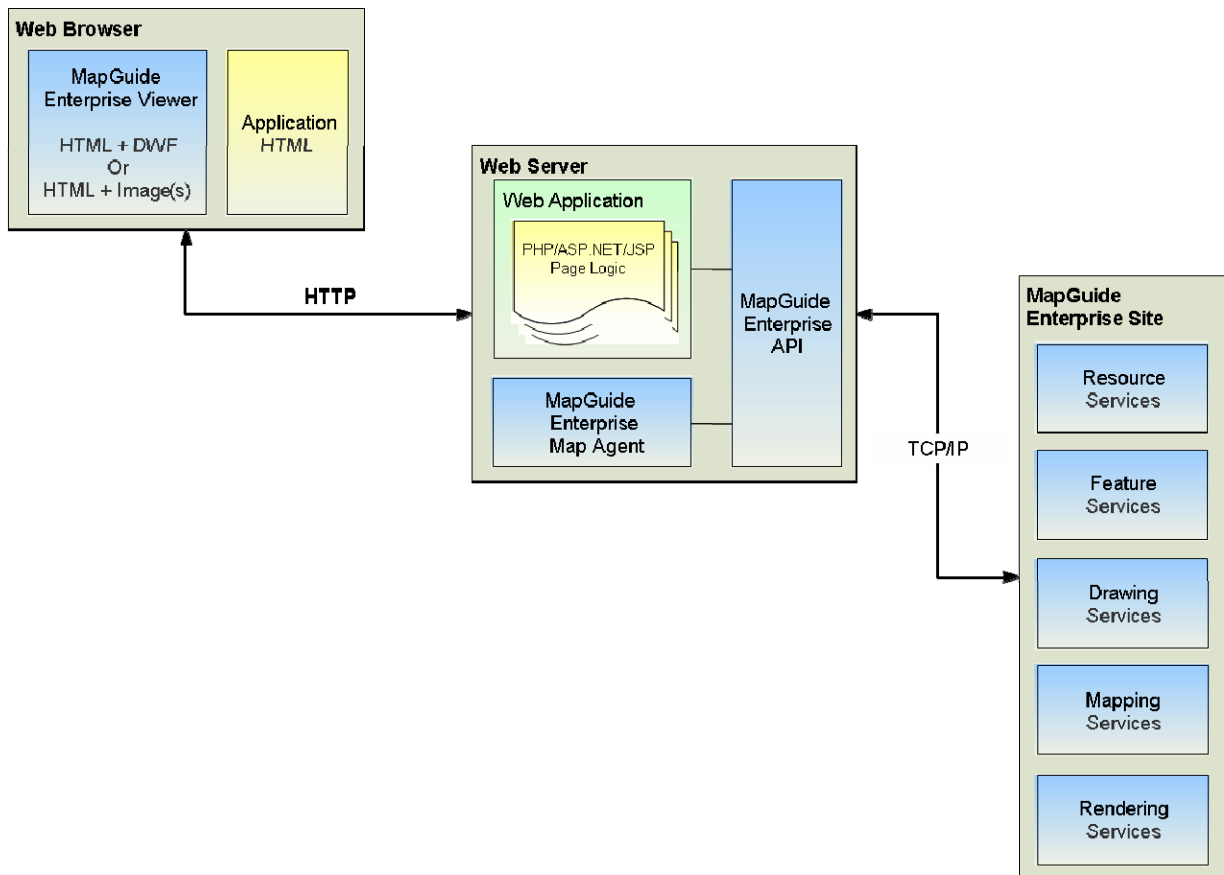 Web Browser
MapGuide
Enterprise Viewer
HTML + DWF
Or
HTML + Image(s)
Application
HTML
HTTP
Web Server
Web Application
PHP/ASP.NET/JSP
Page Logic
MapGuide
Enterprise
Map Agent
MapGuide
Enterprise
API
TCP/IP
MapGuide
Enterprise Site
Resource
Services
Feature
Services
Drawing
Services
Mapping
Services
Rendering
Services